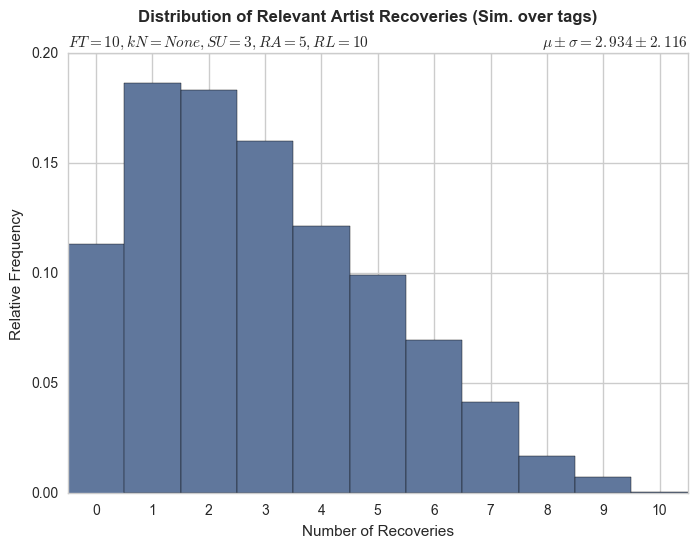 Distribution of Relevant Artist Recoveries (Sim. over tags)
FT = 10, kN = None, SU = 3, RA = 5, RL = 10
μ ± σ = 2.934 ± 2.116
0.20
0.15
0.10
0.05
0.00
Relative Frequency
0 1 2 3 4 5 6 7 8 9 10
Number of Recoveries